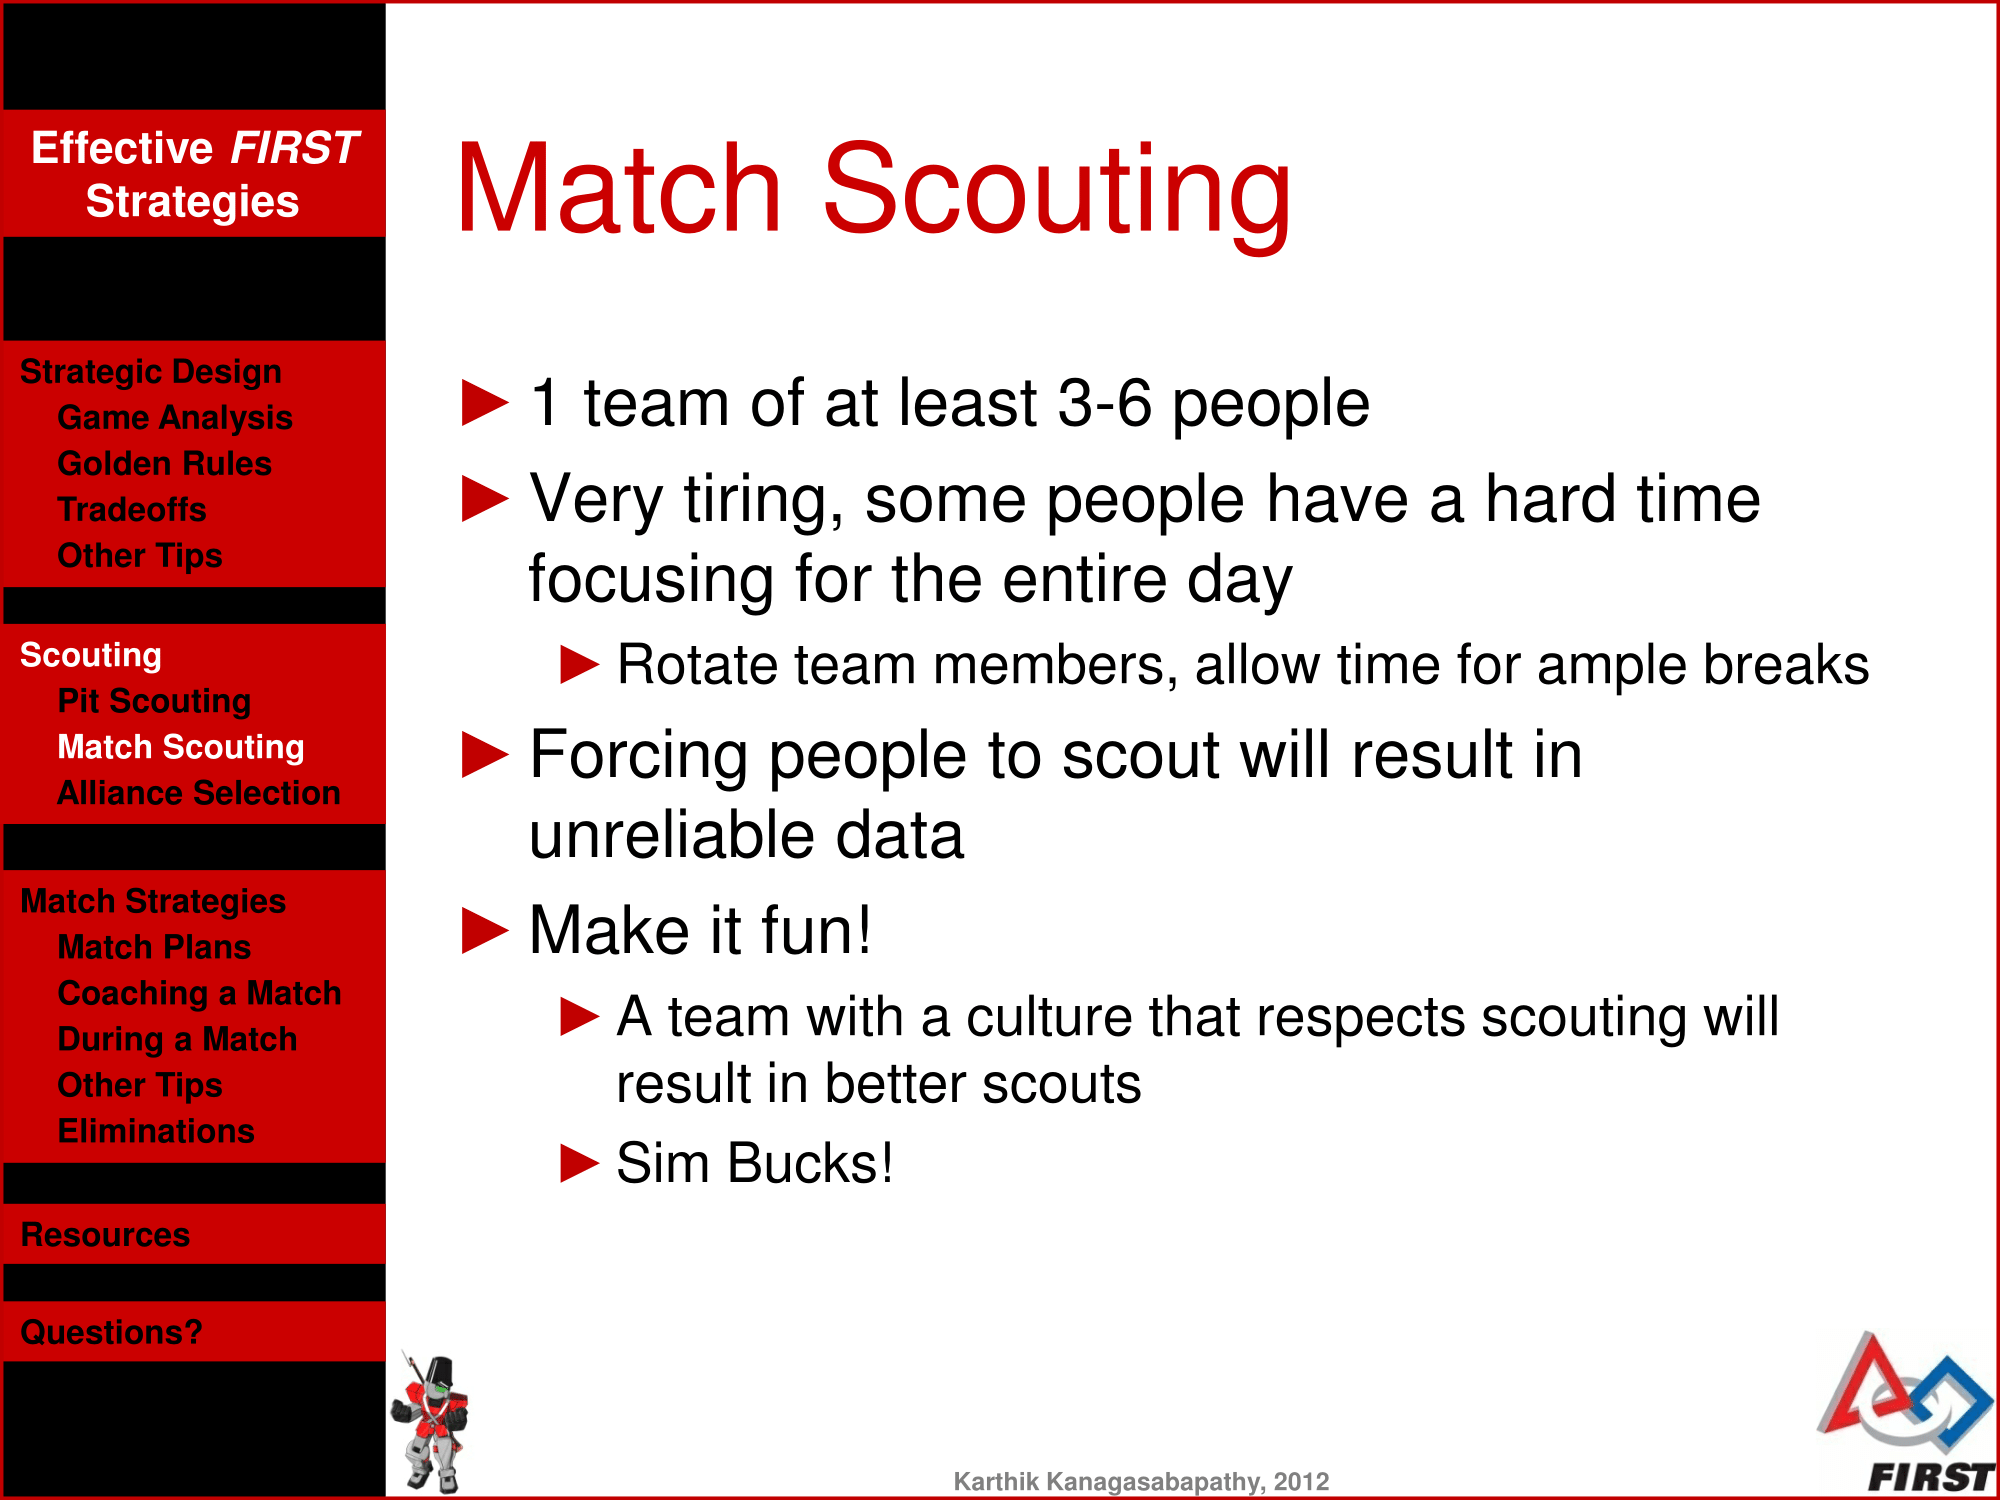 Effective FIRST
Strategies
Strategic Design
Game Analysis
Golden Rules
Tradeoffs
Other Tips
Scouting
Pit Scouting
Match Scouting
Alliance Selection
Match Strategies
Match Plans
Coaching a Match
During a Match
Other Tips
Eliminations
Resources
Questions?
Match Scouting
1 team of at least 3-6 people
Very tiring, some people have a hard time
focusing for the entire day
Rotate team members, allow time for ample breaks
Forcing people to scout will result in
unreliable data
Make it fun!
A team with a culture that respects scouting will
result in better scouts
Sim Bucks!
Karthik Kanagasabapathy, 2012
FIRST